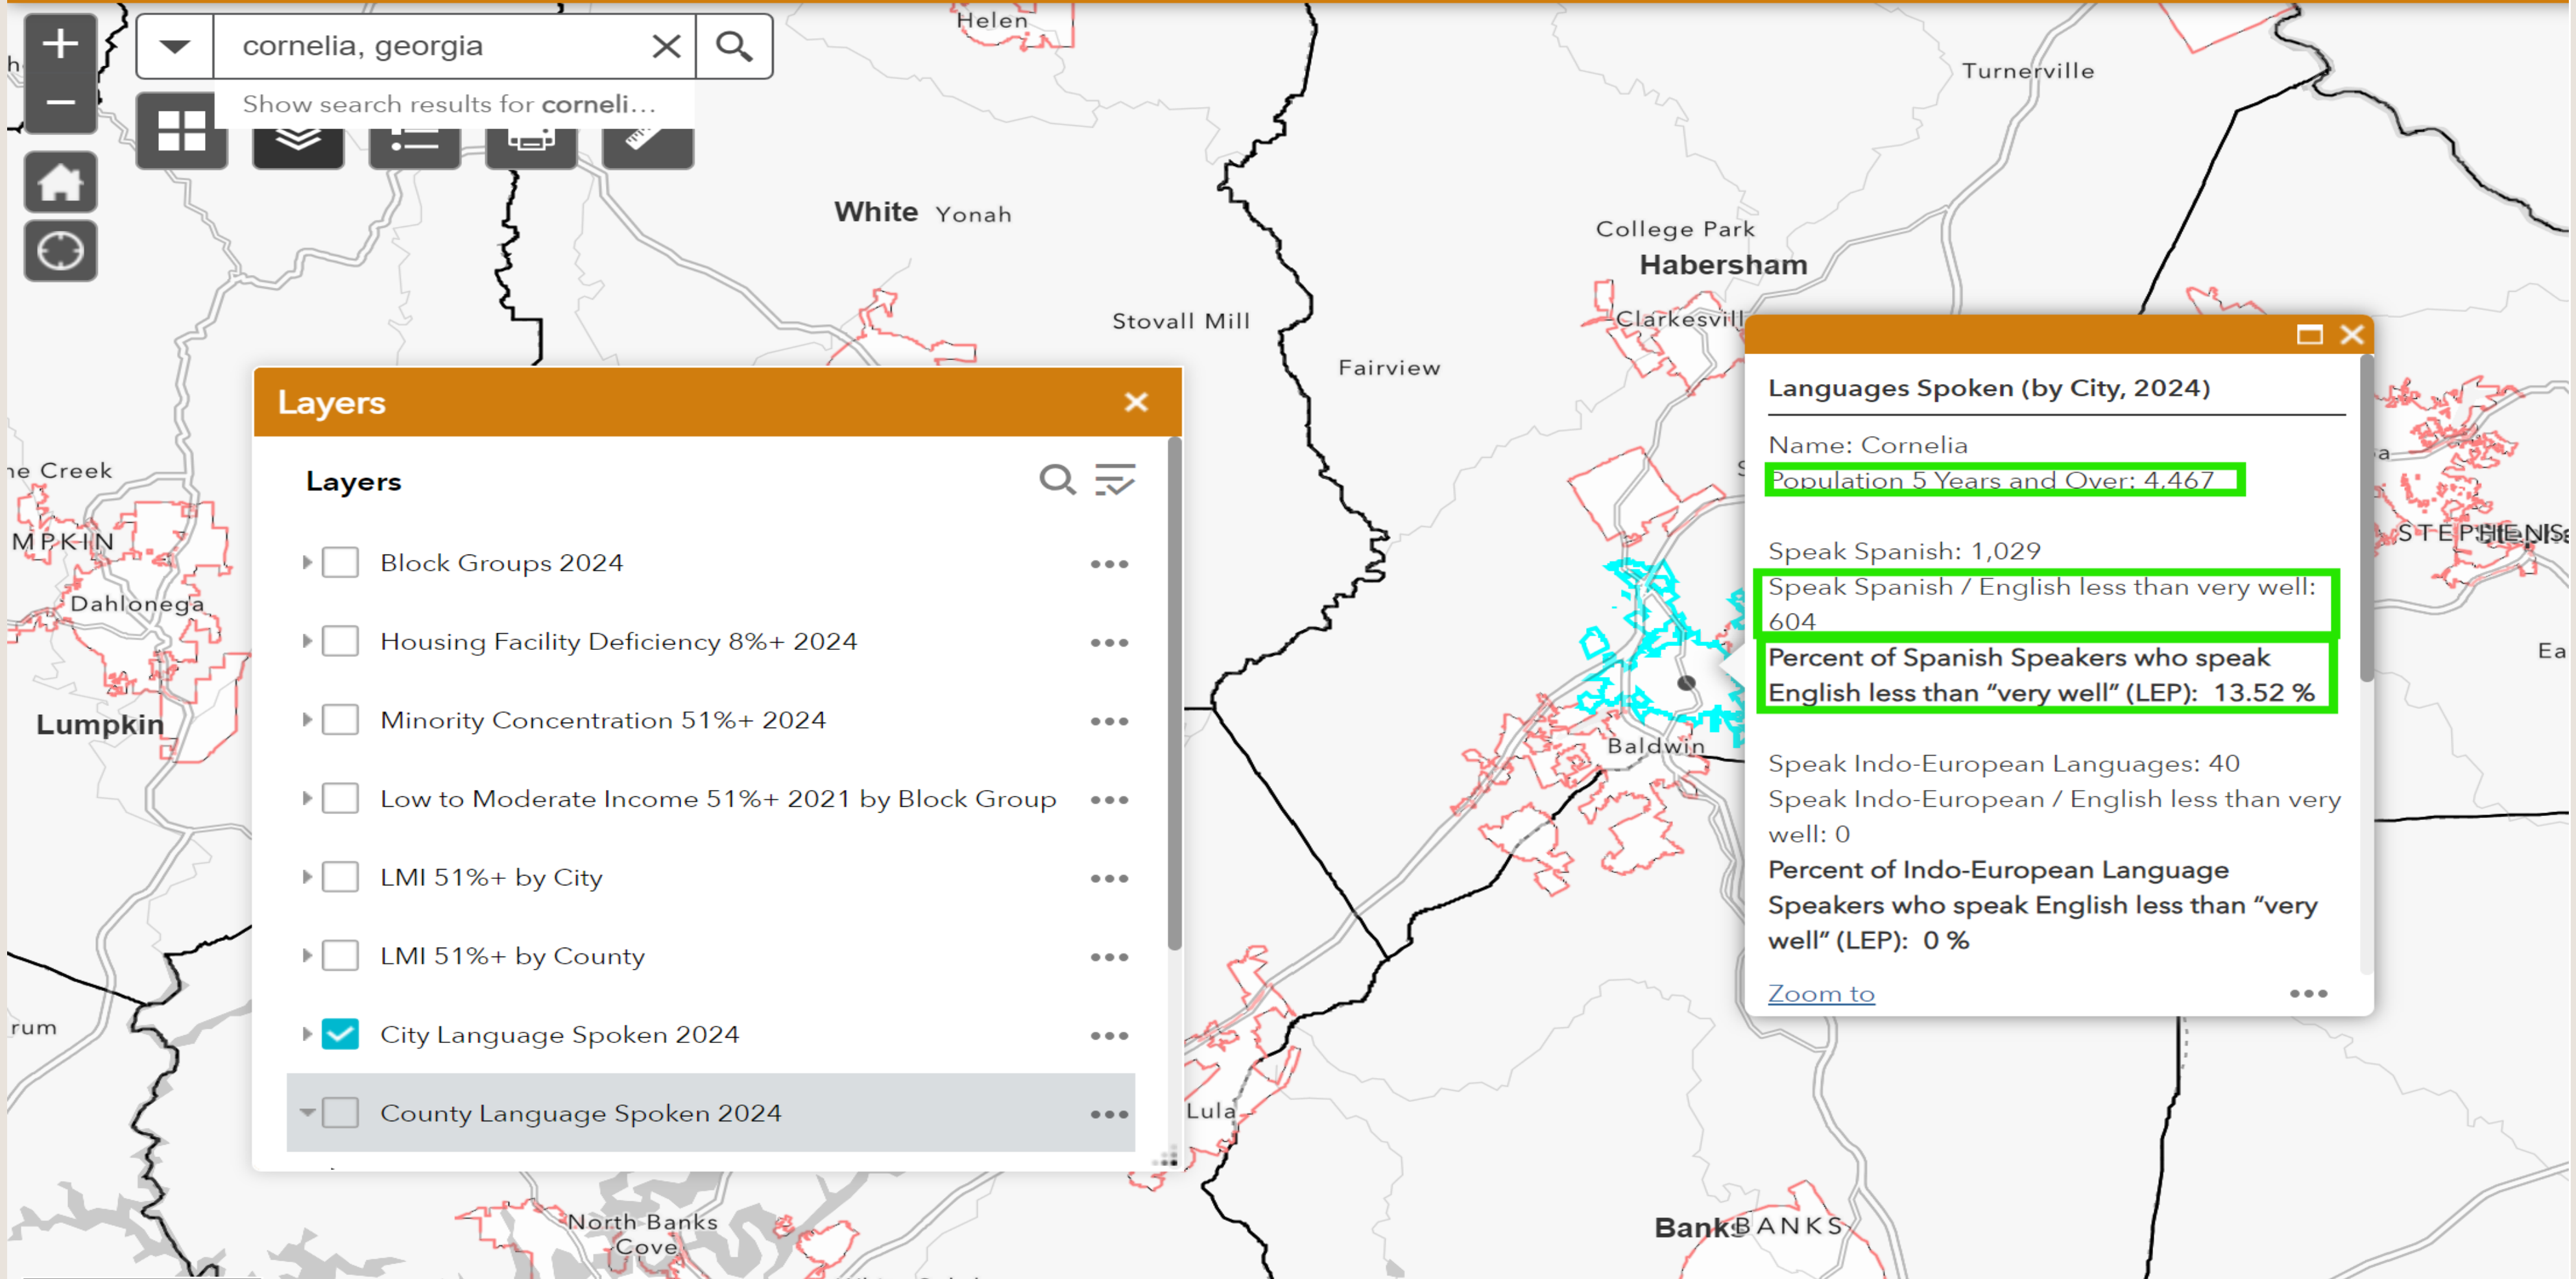 Helen
cornelia, georgia
Show search results for corneli...
Turnerville
White
Yonah
College Park
Habersham
Stovall Mill
Clarkesvill
Fairview
Layers
Layers
Block Groups 2024
Housing Facility Deficiency 8%+ 2024
Minority Concentration 51%+ 2024
Low to Moderate Income 51%+ 2021 by Block Group
LMI 51%+ by City
LMI 51%+ by County
City Language Spoken 2024
County Language Spoken 2024
Languages Spoken (by City, 2024)
Name: Cornelia
Population 5 Years and Over: 4,467
Speak Spanish: 1,029
Speak Spanish / English less than very well:
604
Percent of Spanish Speakers who speak
English less than “very well” (LEP): 13.52 %
Speak Indo-European Languages: 40
Speak Indo-European / English less than very
well: 0
Percent of Indo-European Language
Speakers who speak English less than “very
well” (LEP): 0 %
Zoom to
ne Creek
MPKIN
Dahlonega
Lumpkin
rum
Baldwin
Lula
North Banks
Cove
Banks
BANKS
Ea